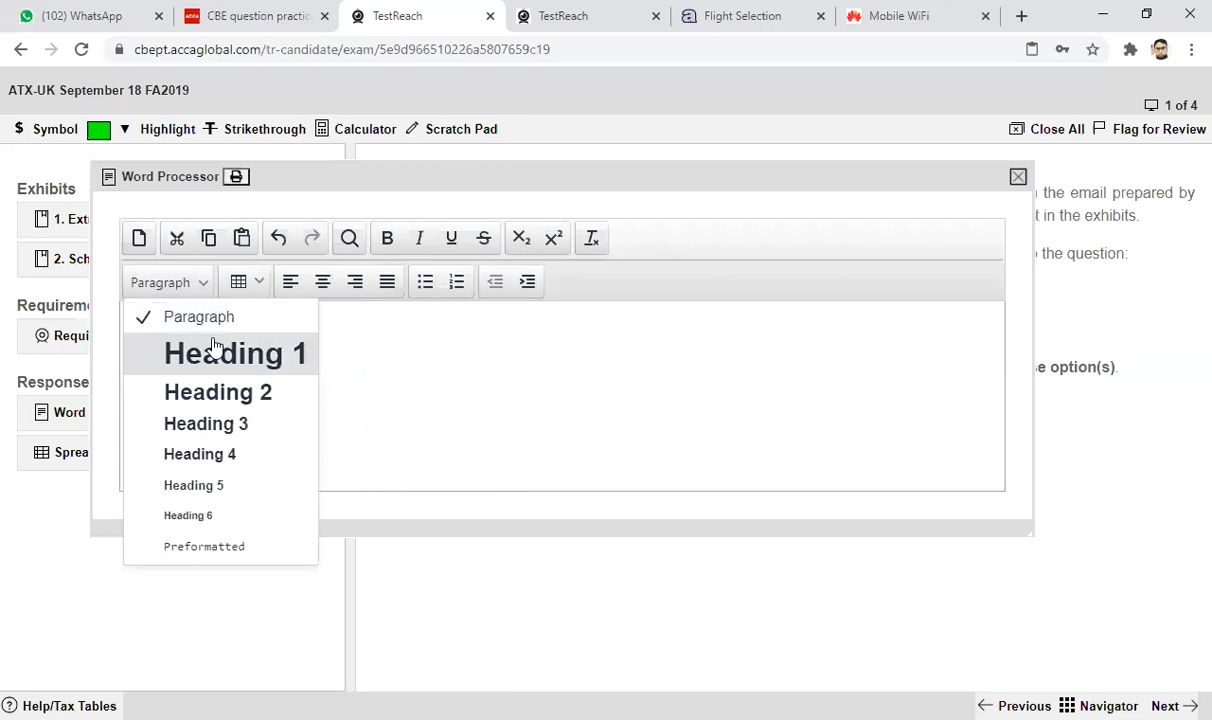 (102) WhatsApp
CBE question practic
TestReach
TestReach
Flight Selection
Mobile WiFi
cbept.accaglobal.com/tr-candidate/exam/5e9d966510226a5807659c19
ATX-UK September 18 FA2019
1 of 4
$ Symbol
Highlight
Strikethrough
Calculator
Scratch Pad
Close All
Flag for Review
Exhibits
1. Ext
2. Sch
Requirem
Requi
Response
Word
Sprea
Word Processor
Paragraph
Paragraph
Heading 1
Heading 2
Heading 3
Heading 4
Heading 5
Heading 6
Preformatted
the email prepared by
t in the exhibits.
the question:
se option(s).
Help/Tax Tables
Previous
Navigator
Next